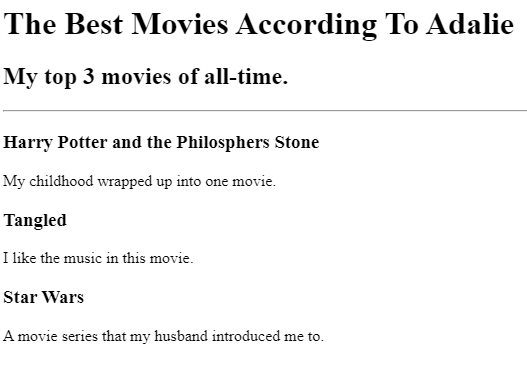 The Best Movies According To Adalie
My top 3 movies of all-time.
Harry Potter and the Philosphers Stone
My childhood wrapped up into one movie.
Tangled
I like the music in this movie.
Star Wars
A movie series that my husband introduced me to.